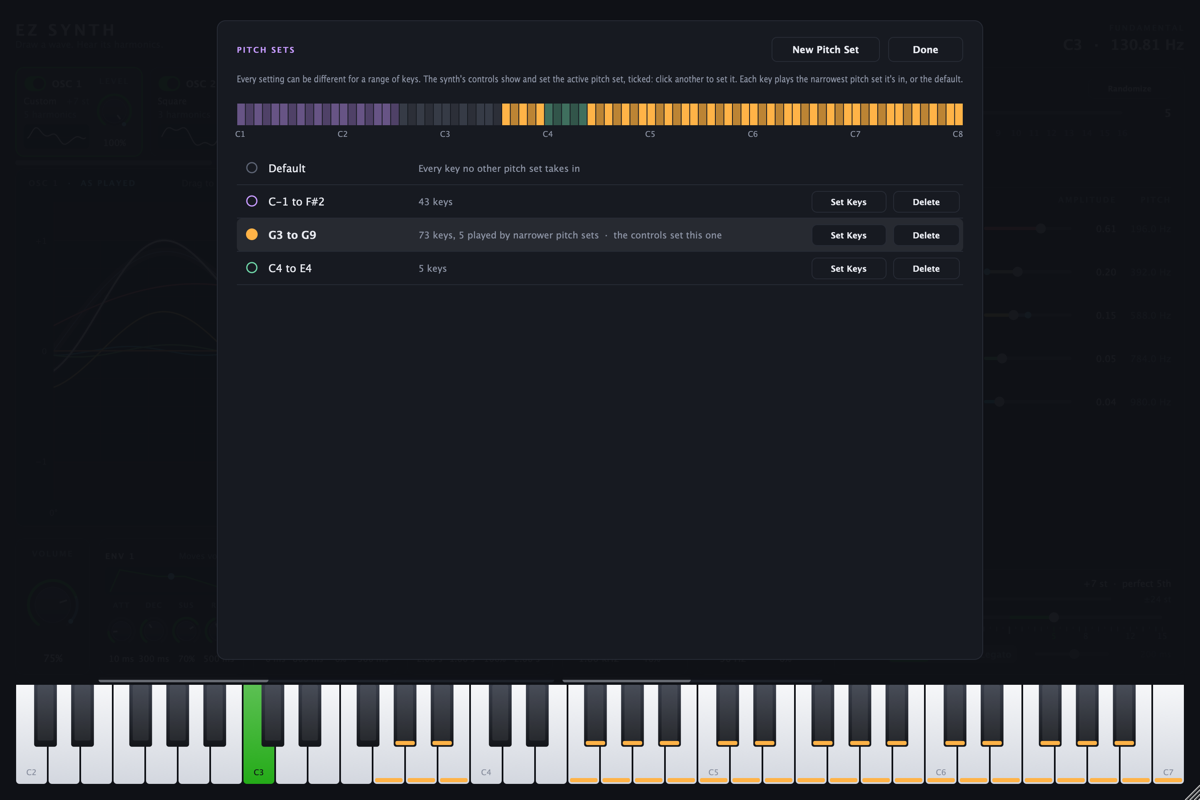 EZ SYNTH
C3 · 130.81 Hz
PITCH SETS
New Pitch Set
Done
Every setting can be different for a range of keys. The synth's controls show and set the active pitch set, ticked: click another to set it. Each key plays the narrowest pitch set it's in, or the default.
C1 C2 C3 C4 C5 C6 C7 C8
Default Every key no other pitch set takes in
C−1 to F#2 43 keys Set Keys Delete
G3 to G9 73 keys, 5 played by narrower pitch sets · the controls set this one Set Keys Delete
C4 to E4 5 keys Set Keys Delete
C2 C3 C4 C5 C6 C7